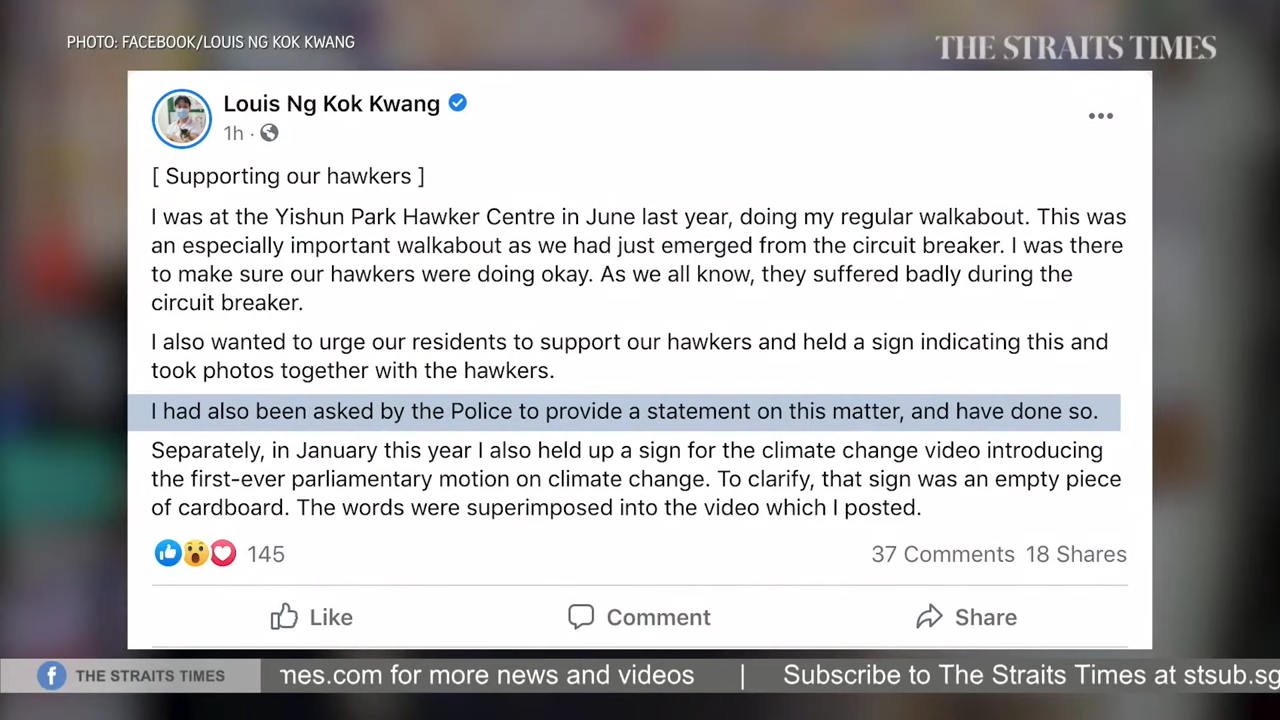 PHOTO: FACEBOOK/LOUIS NG KOK KWANG
THE STRAITS TIMES
Louis Ng Kok Kwang
1h ·
[ Supporting our hawkers ]
I was at the Yishun Park Hawker Centre in June last year, doing my regular walkabout. This was
an especially important walkabout as we had just emerged from the circuit breaker. I was there
to make sure our hawkers were doing okay. As we all know, they suffered badly during the
circuit breaker.
I also wanted to urge our residents to support our hawkers and held a sign indicating this and
took photos together with the hawkers.
I had also been asked by the Police to provide a statement on this matter, and have done so.
Separately, in January this year I also held up a sign for the climate change video introducing
the first-ever parliamentary motion on climate change. To clarify, that sign was an empty piece
of cardboard. The words were superimposed into the video which I posted.
145
37 Comments 18 Shares
Like Comment Share
f THE STRAITS TIMES mes.com for more news and videos | Subscribe to The Straits Times at stsub.sg